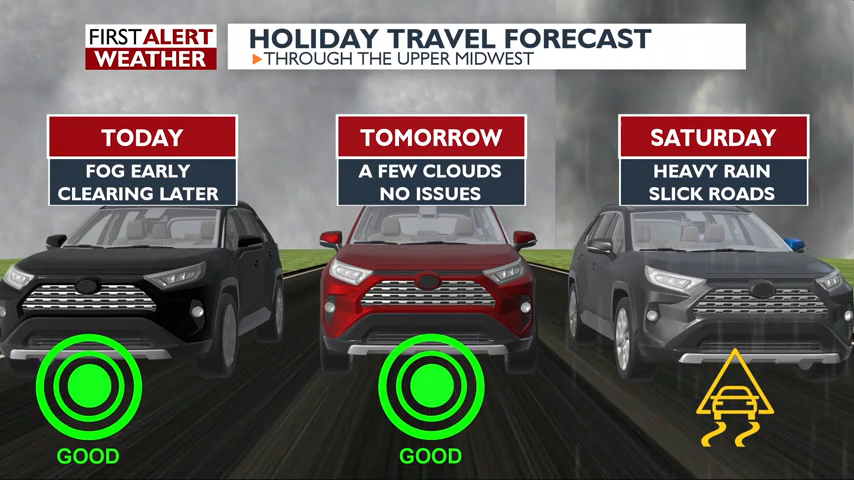 FIRST ALERT
WEATHER
HOLIDAY TRAVEL FORECAST
THROUGH THE UPPER MIDWEST
TODAY
FOG EARLY
CLEARING LATER
TOMORROW
A FEW CLOUDS
NO ISSUES
SATURDAY
HEAVY RAIN
SLICK ROADS
GOOD
GOOD